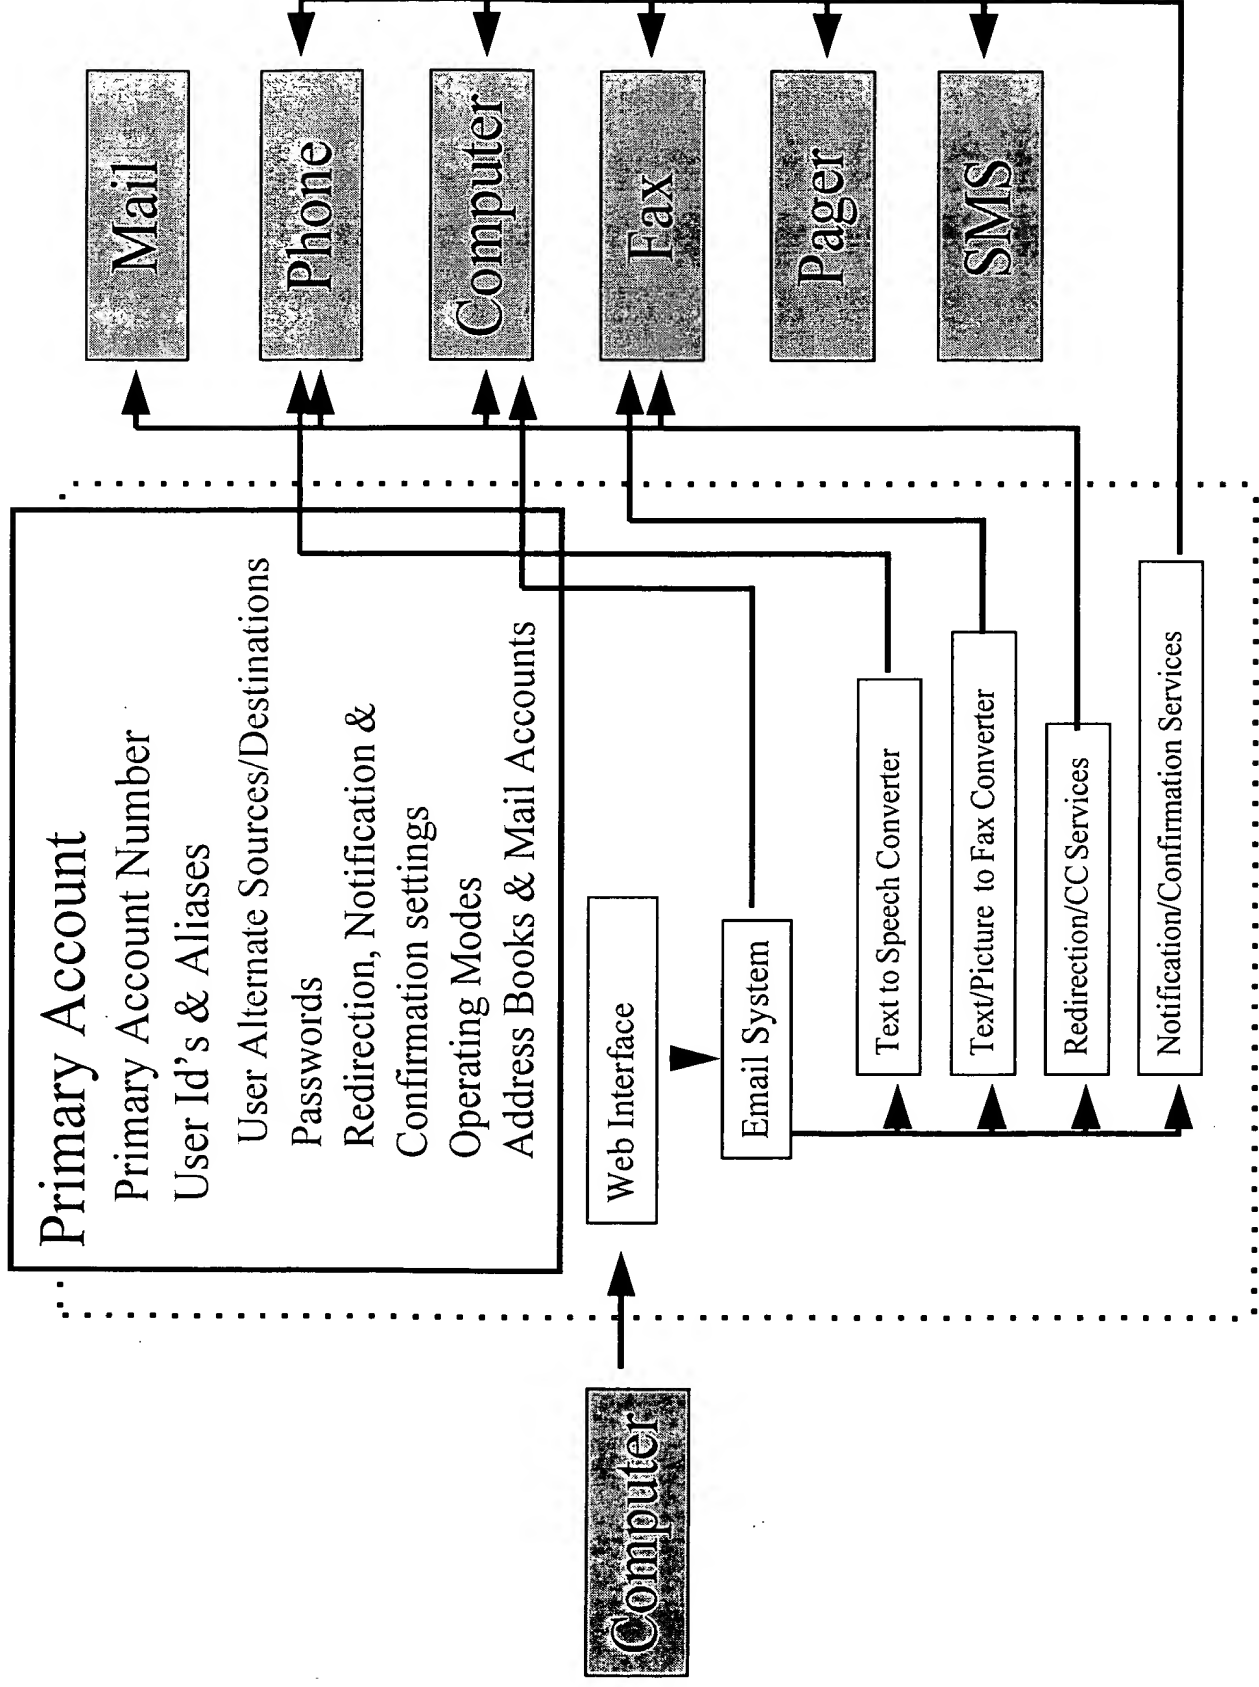 Primary Account
Primary Account Number
User Id's & Aliases
User Alternate Sources/Destinations
Passwords
Redirection, Notification &
Confirmation settings
Operating Modes
Address Books & Mail Accounts
Computer
Web Interface
Email System
Text to Speech Converter
Text/Picture to Fax Converter
Redirection/CC Services
Notification/Confirmation Services
Mail
Phone
Computer
Fax
Pager
SMS